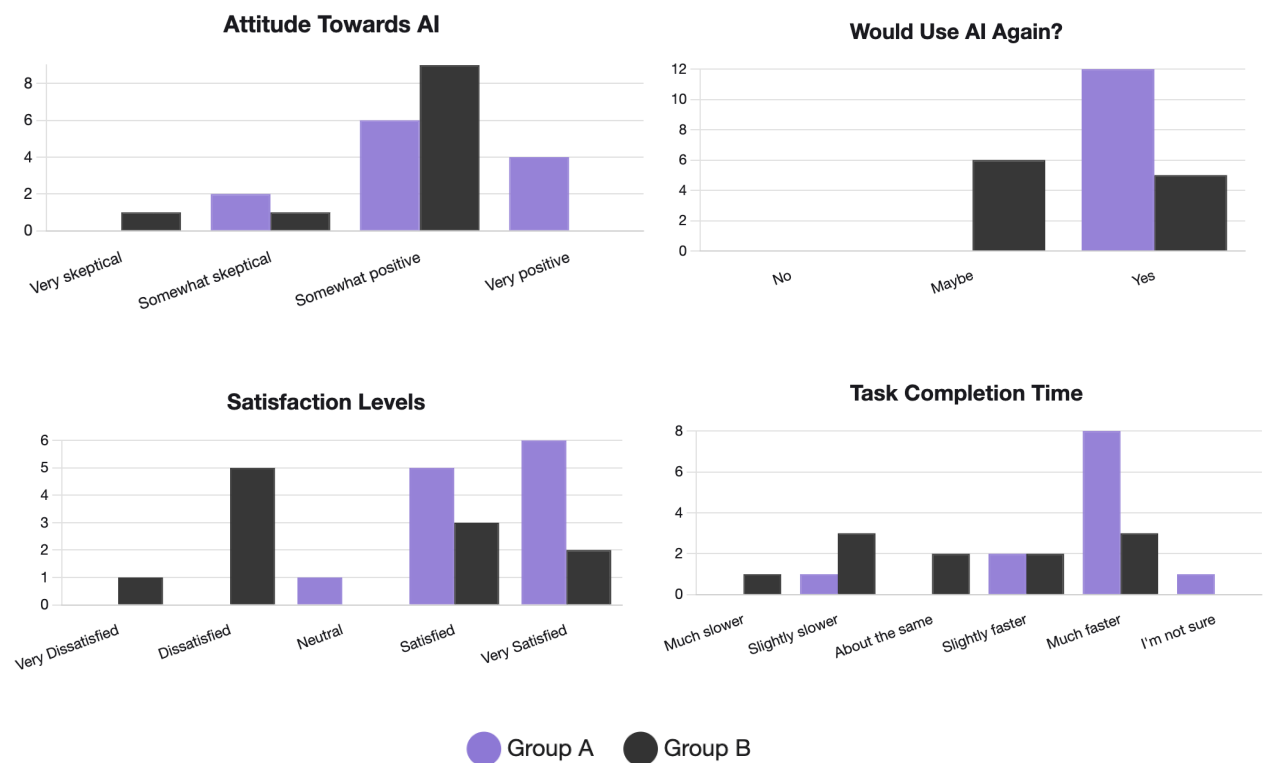 Attitude Towards AI
8
6
4
2
0
Very skeptical
Somewhat skeptical
Somewhat positive
Very positive
Would Use AI Again?
12
10
8
6
4
2
0
No
Maybe
Yes
Satisfaction Levels
6
5
4
3
2
1
0
Very Dissatisfied
Dissatisfied
Neutral
Satisfied
Very Satisfied
Task Completion Time
8
6
4
2
0
Much slower
Slightly slower
About the same
Slightly faster
Much faster
I'm not sure
Group A
Group B